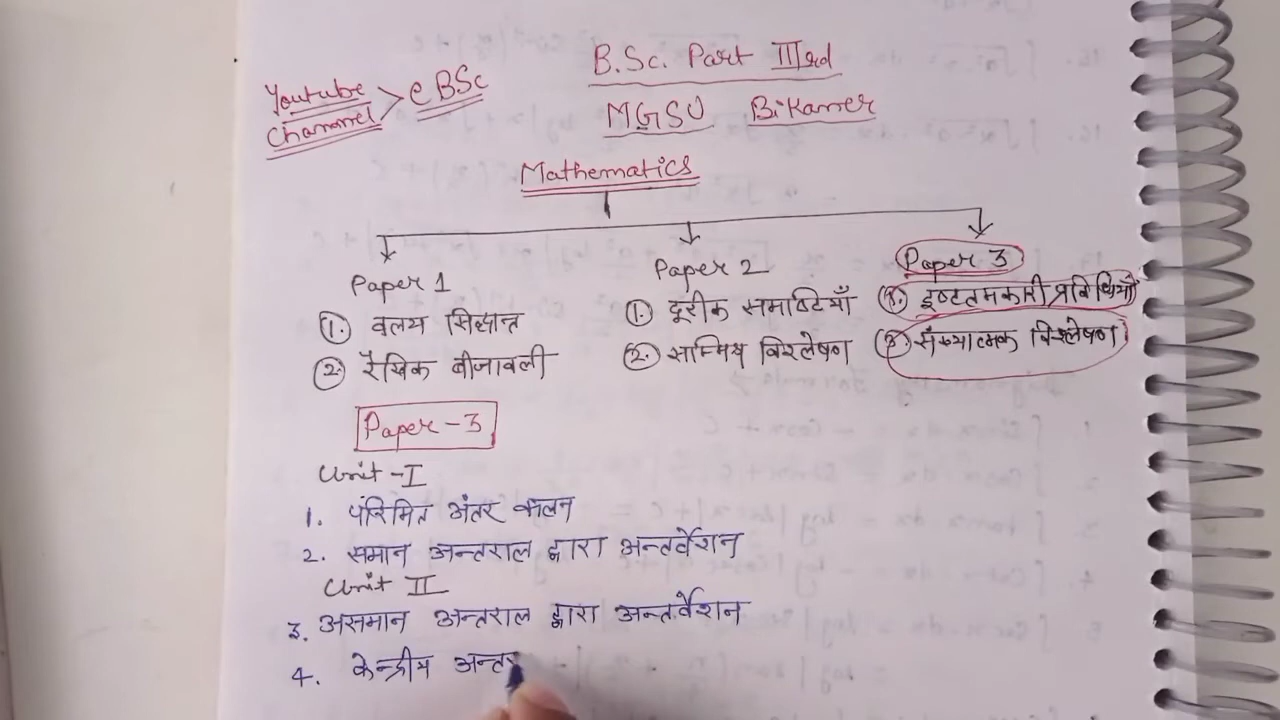 Youtube Channel > eBSc
B.Sc. Part IIIrd
MGSU Bikaner
Mathematics
Paper 1
1. वलय सिद्धान्त
2. रैखिक बीजावली
Paper 2
1. दूरीक समष्टियाँ
2. सम्मिश्र विश्लेषण
Paper 3
1. इष्टतमकारी प्रविधियाँ
2. संख्यात्मक विश्लेषण
Paper-3
Unit-I
1. परिमित अंतर कलन
2. समान अन्तराल द्वारा अन्तर्वेशन
Unit II
3. असमान अन्तराल द्वारा अन्तर्वेशन
4. केन्द्रीय अन्तर